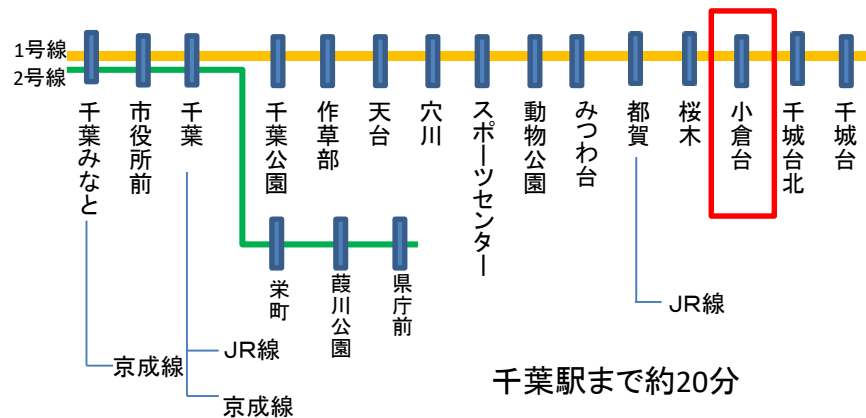 1号線
2号線
千葉みなと
市役所前
千葉
千葉公園
作草部
天台
穴川
スポーツセンター
動物公園
みつわ台
都賀
桜木
小倉台
千城台北
千城台
栄町
葭川公園
県庁前
JR線
JR線
京成線
京成線
千葉駅まで約20分